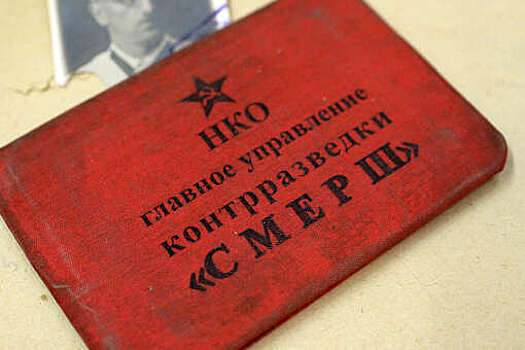 НКО
главное управление
контрразведки
«СМЕРШ»